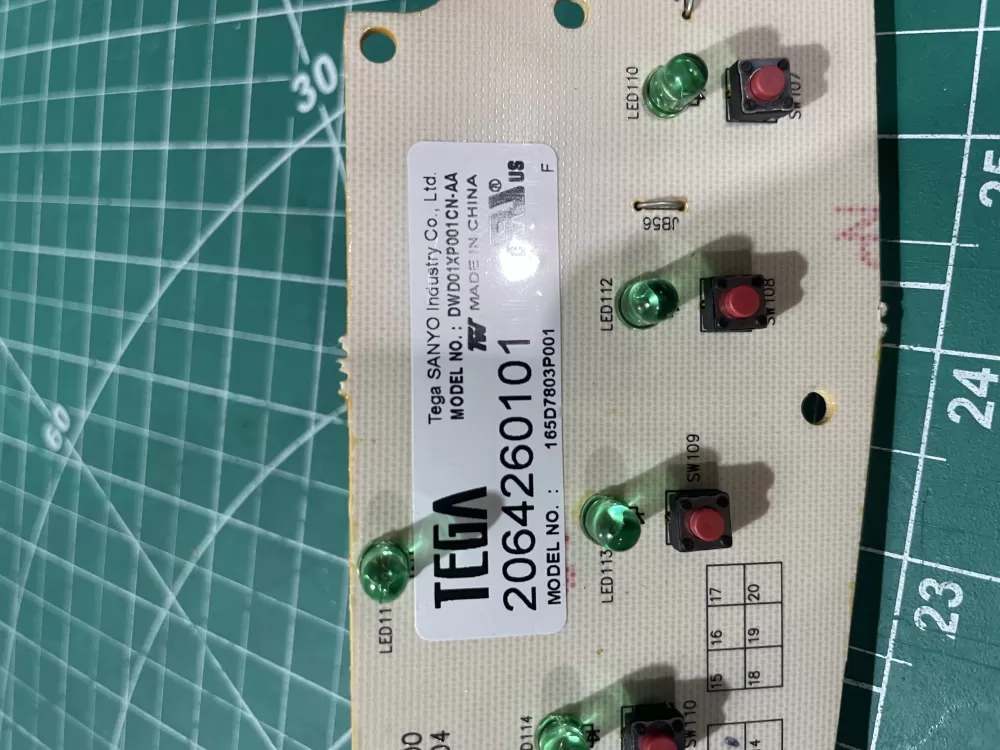 Tega SANYO Industry Co., Ltd.
MODEL NO.: DWD01XP001CN-AA
MADE IN CHINA
US
TEGA
2064260101
MODEL NO. : 165D7803P001
F
LED110
SW107
JB56
LED112
SW108
LED113
SW109
LED11
15 16 17
18 19 20
SW110
30
60
25
24
23